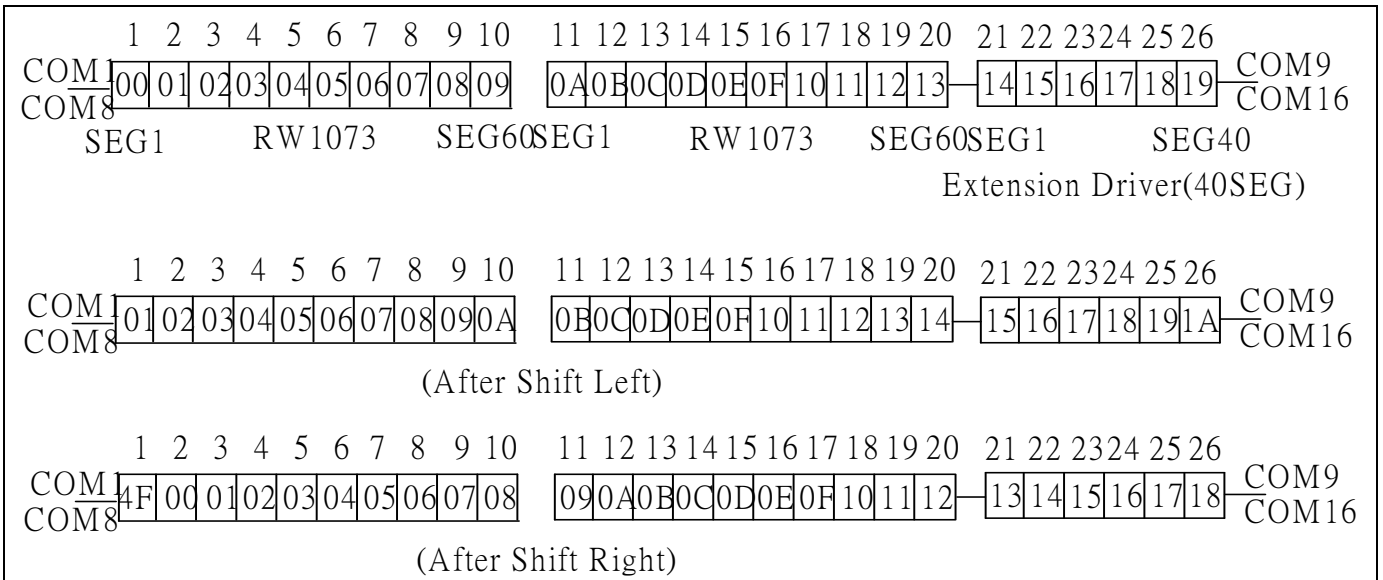 1 2 3 4 5 6 7 8 9 10 11 12 13 14 15 16 17 18 19 20 21 22 23 24 25 26
COM1 00 01 02 03 04 05 06 07 08 09 0A 0B 0C 0D 0E 0F 10 11 12 13 14 15 16 17 18 19 COM9
COM8 COM16
SEG1 RW1073 SEG60 SEG1 RW1073 SEG60 SEG1 SEG40
Extension Driver(40SEG)
1 2 3 4 5 6 7 8 9 10 11 12 13 14 15 16 17 18 19 20 21 22 23 24 25 26
COM1 01 02 03 04 05 06 07 08 09 0A 0B 0C 0D 0E 0F 10 11 12 13 14 15 16 17 18 19 1A COM9
COM8 COM16
(After Shift Left)
1 2 3 4 5 6 7 8 9 10 11 12 13 14 15 16 17 18 19 20 21 22 23 24 25 26
COM1 4F 00 01 02 03 04 05 06 07 08 09 0A 0B 0C 0D 0E 0F 10 11 12 13 14 15 16 17 18 COM9
COM8 COM16
(After Shift Right)